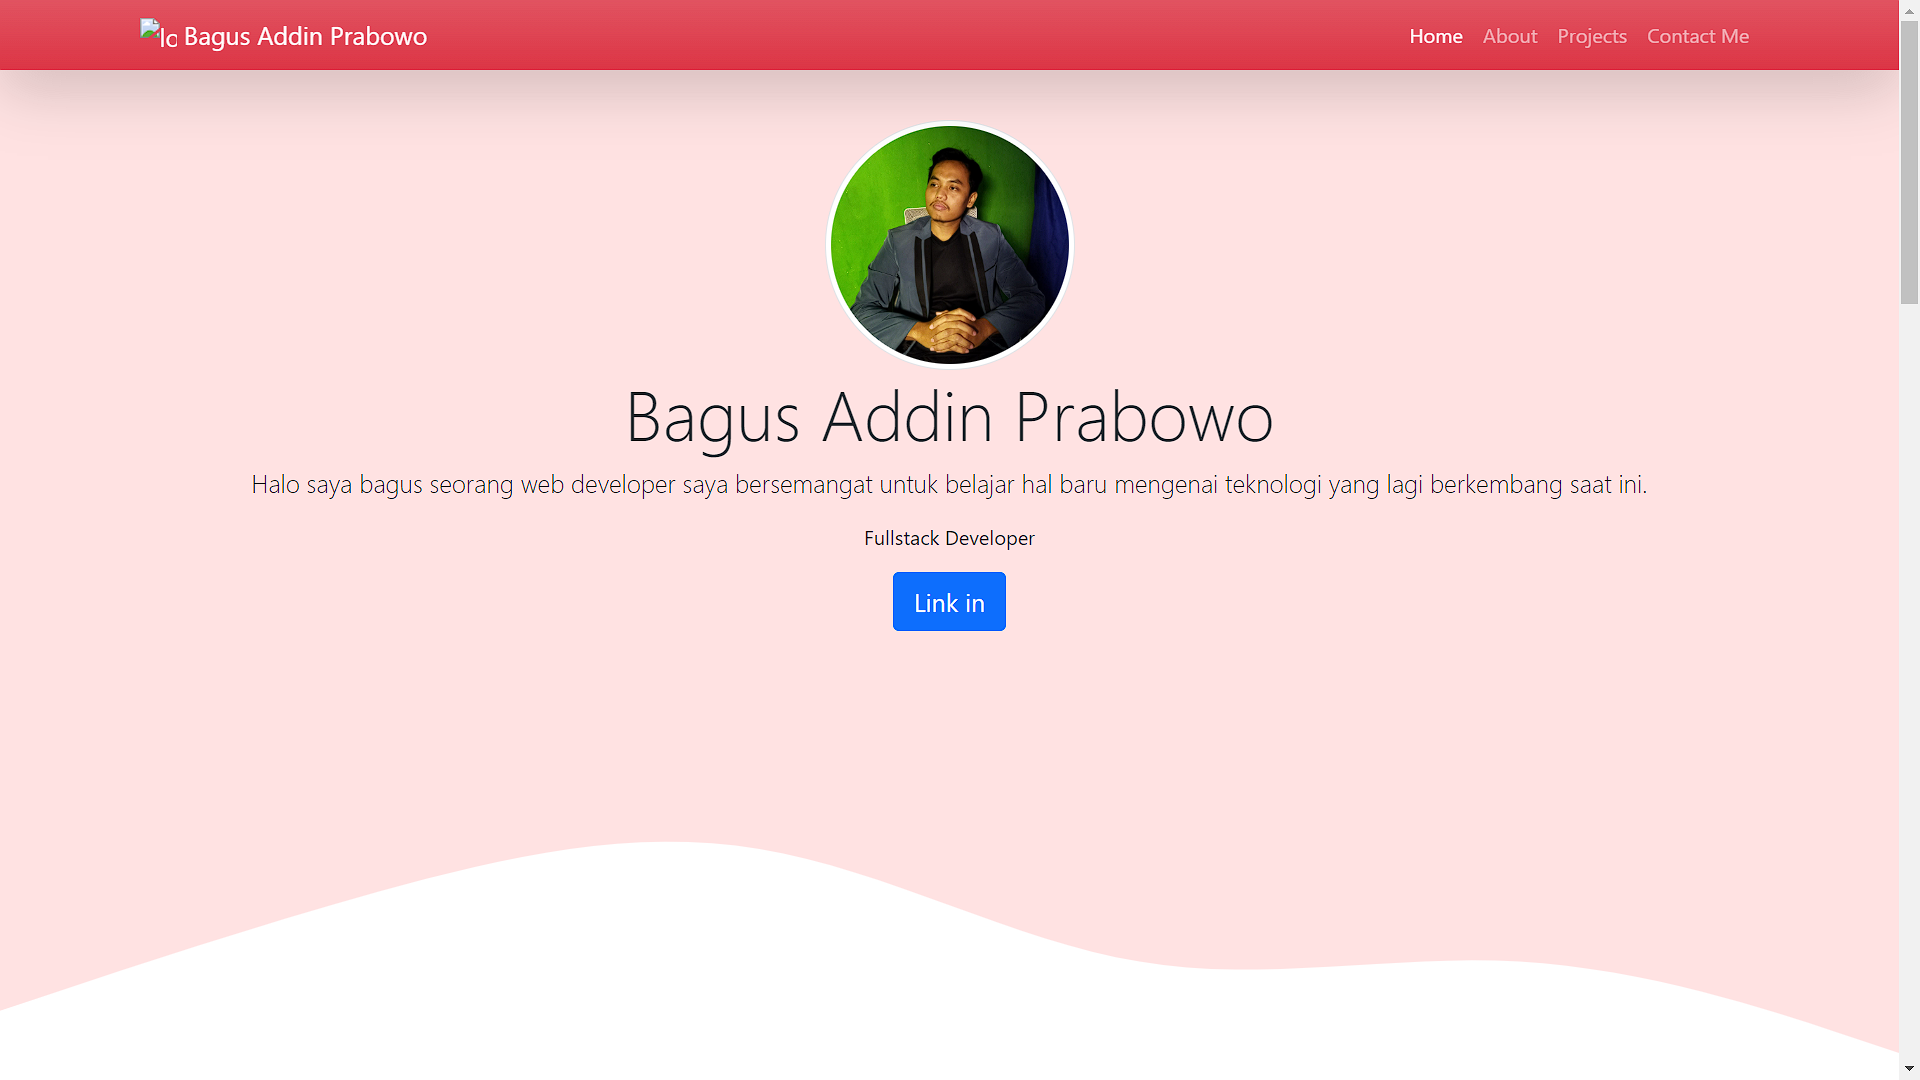 Bagus Addin Prabowo
Home About Projects Contact Me
Bagus Addin Prabowo
Halo saya bagus seorang web developer saya bersemangat untuk belajar hal baru mengenai teknologi yang lagi berkembang saat ini.
Fullstack Developer
Link in